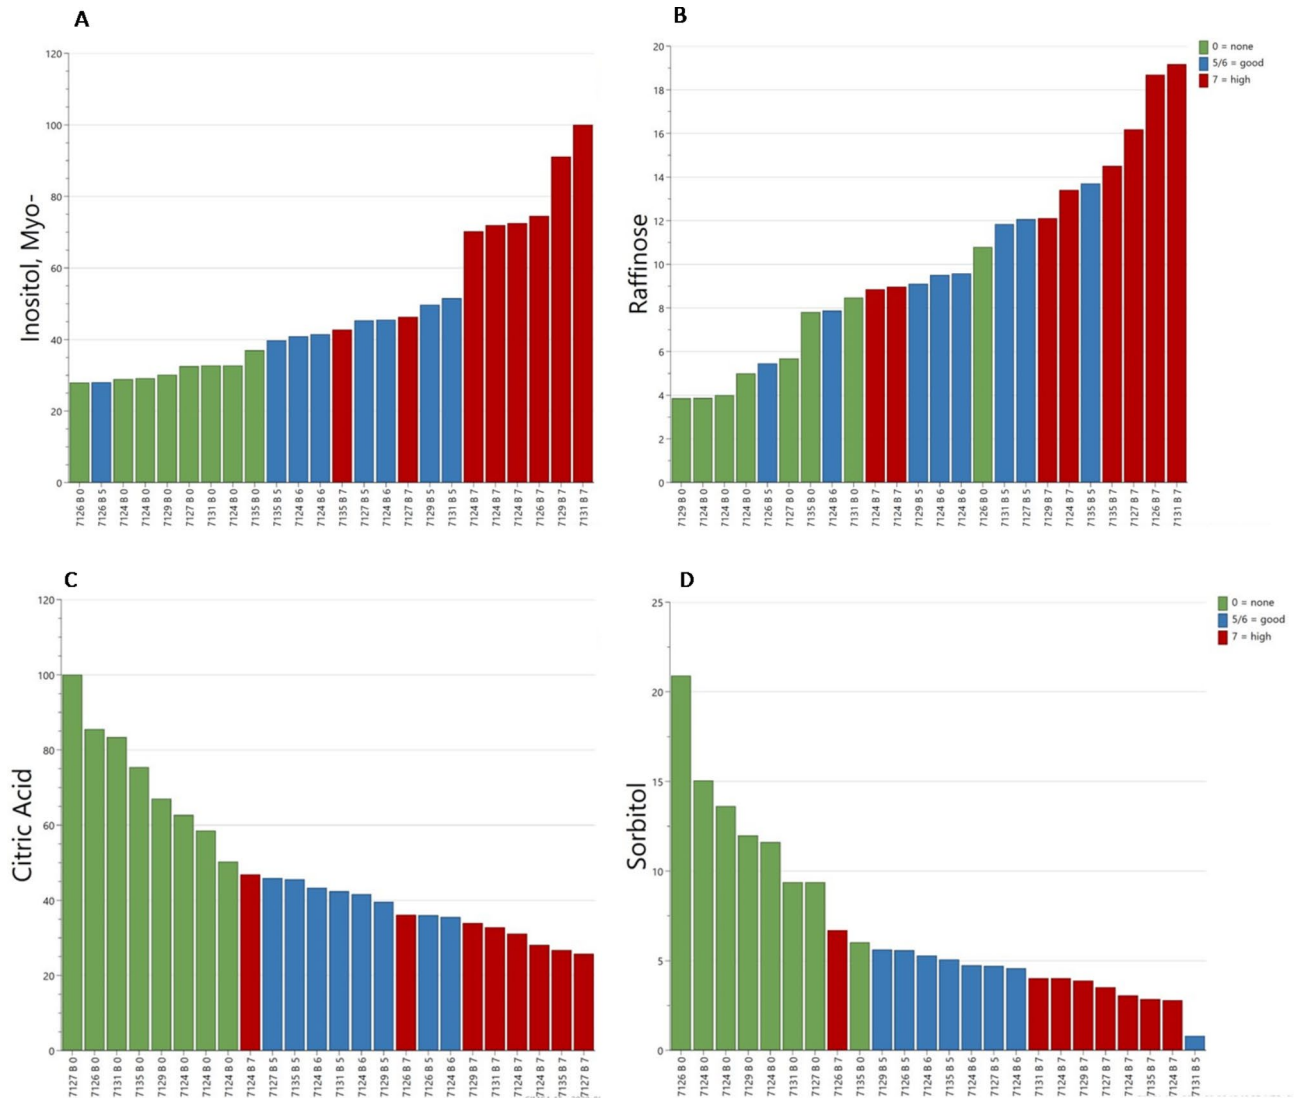 A
Inositol, Myo-
120
100
80
60
40
20
0
7126 B 0
7126 B 5
7124 B 0
7124 B 0
7129 B 0
7127 B 0
7131 B 0
7124 B 0
7135 B 0
7135 B 5
7124 B 6
7124 B 6
7135 B 7
7127 B 5
7124 B 6
7127 B 7
7129 B 5
7131 B 5
7124 B 7
7124 B 7
7124 B 7
7126 B 7
7129 B 7
7131 B 7
B
0 = none
5/6 = good
7 = high
Raffinose
20
18
16
14
12
10
8
6
4
2
0
7129 B 0
7124 B 0
7124 B 0
7124 B 0
7126 B 5
7127 B 0
7135 B 0
7124 B 6
7131 B 0
7124 B 7
7124 B 7
7129 B 5
7124 B 6
7124 B 6
7126 B 0
7131 B 5
7127 B 5
7129 B 7
7124 B 7
7135 B 5
7135 B 7
7127 B 7
7126 B 7
7131 B 7
C
Citric Acid
120
100
80
60
40
20
0
7127 B 0
7126 B 0
7131 B 0
7135 B 0
7129 B 0
7124 B 0
7124 B 0
7124 B 0
7124 B 7
7127 B 5
7135 B 5
7124 B 6
7131 B 5
7124 B 6
7129 B 5
7126 B 7
7126 B 5
7124 B 6
7129 B 7
7131 B 7
7124 B 7
7124 B 7
7135 B 7
7127 B 7
D
0 = none
5/6 = good
7 = high
Sorbitol
25
20
15
10
5
0
7126 B 0
7124 B 0
7124 B 0
7129 B 0
7124 B 0
7131 B 0
7127 B 0
7126 B 7
7135 B 0
7129 B 5
7126 B 5
7124 B 6
7135 B 5
7124 B 6
7127 B 5
7124 B 6
7131 B 7
7124 B 7
7129 B 7
7127 B 7
7124 B 7
7135 B 7
7124 B 7
7131 B 5